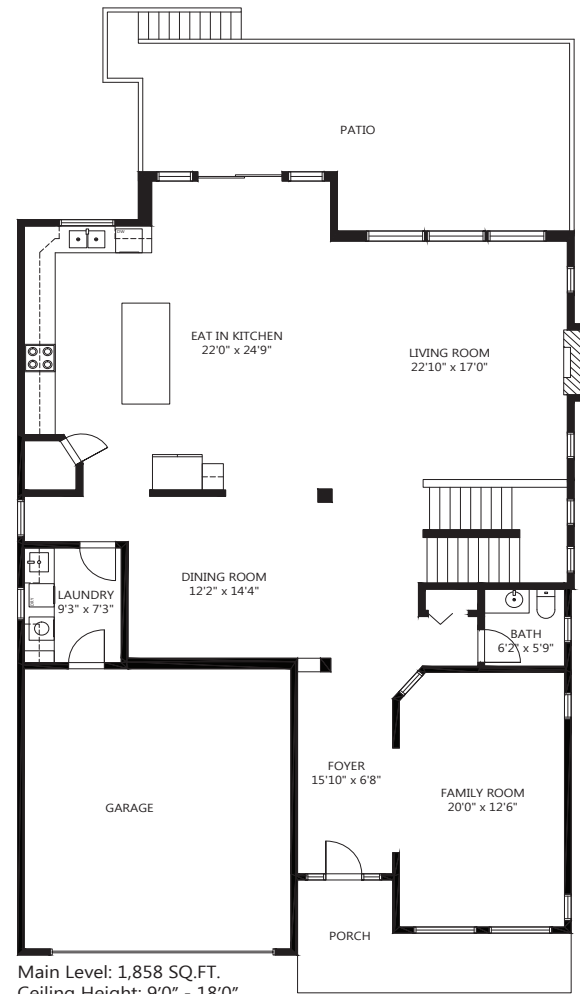 PATIO
DW
EAT IN KITCHEN
22'0" x 24'9"
LIVING ROOM
22'10" x 17'0"
DINING ROOM
12'2" x 14'4"
LAUNDRY
9'3" x 7'3"
BATH
6'2" x 5'9"
FOYER
15'10" x 6'8"
FAMILY ROOM
20'0" x 12'6"
GARAGE
PORCH
Main Level: 1,858 SQ.FT.
Ceiling Height: 9'0" - 18'0"